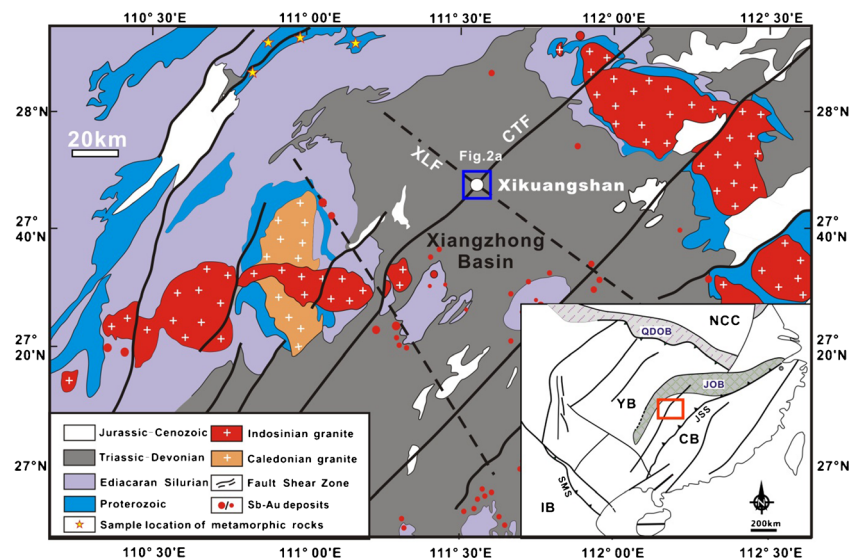 110°30'E
111°00'E
111°30'E
112°00'E
112°30'E
28°N
28°N
20km
CTF
XLF
Fig.2a
Xikuangshan
27°
40'N
27°
40'N
Xiangzhong
Basin
27°
20'N
27°
20'N
NCC
QDOB
JOB
YB
JSS
CB
SMS
IB
N
200km
27°N
27°N
Jurassic-Cenozoic
Indosinian granite
Triassic-Devonian
Caledonian granite
Ediacaran Silurian
Fault Shear Zone
Proterozoic
Sb-Au deposits
Sample location of metamorphic rocks
110°30'E
111°00'E
111°30'E
112°00'E
112°30'E